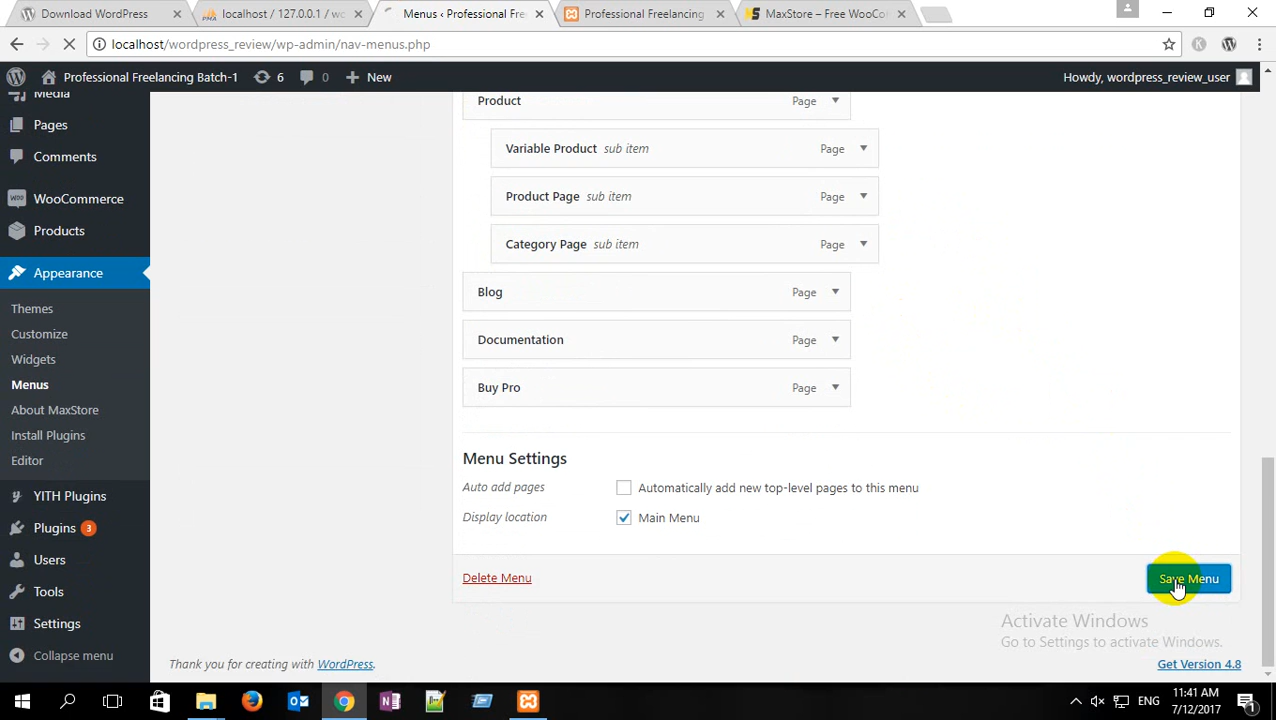 Download WordPress
localhost / 127.0.0.1 / wc
Menus ‹ Professional Fre
Professional Freelancing
MaxStore – Free WooCo
localhost/wordpress_review/wp-admin/nav-menus.php
Professional Freelancing Batch-1
6
0
New
Howdy, wordpress_review_user
Media
Pages
Comments
WooCommerce
Products
Appearance
Themes
Customize
Widgets
Menus
About MaxStore
Install Plugins
Editor
YITH Plugins
Plugins 3
Users
Tools
Settings
Collapse menu
Product Page
Variable Product sub item Page
Product Page sub item Page
Category Page sub item Page
Blog Page
Documentation Page
Buy Pro Page
Menu Settings
Auto add pages Automatically add new top-level pages to this menu
Display location Main Menu
Delete Menu
Save Menu
Activate Windows
Go to Settings to activate Windows.
Thank you for creating with WordPress.
Get Version 4.8
ENG
11:41 AM
7/12/2017
1